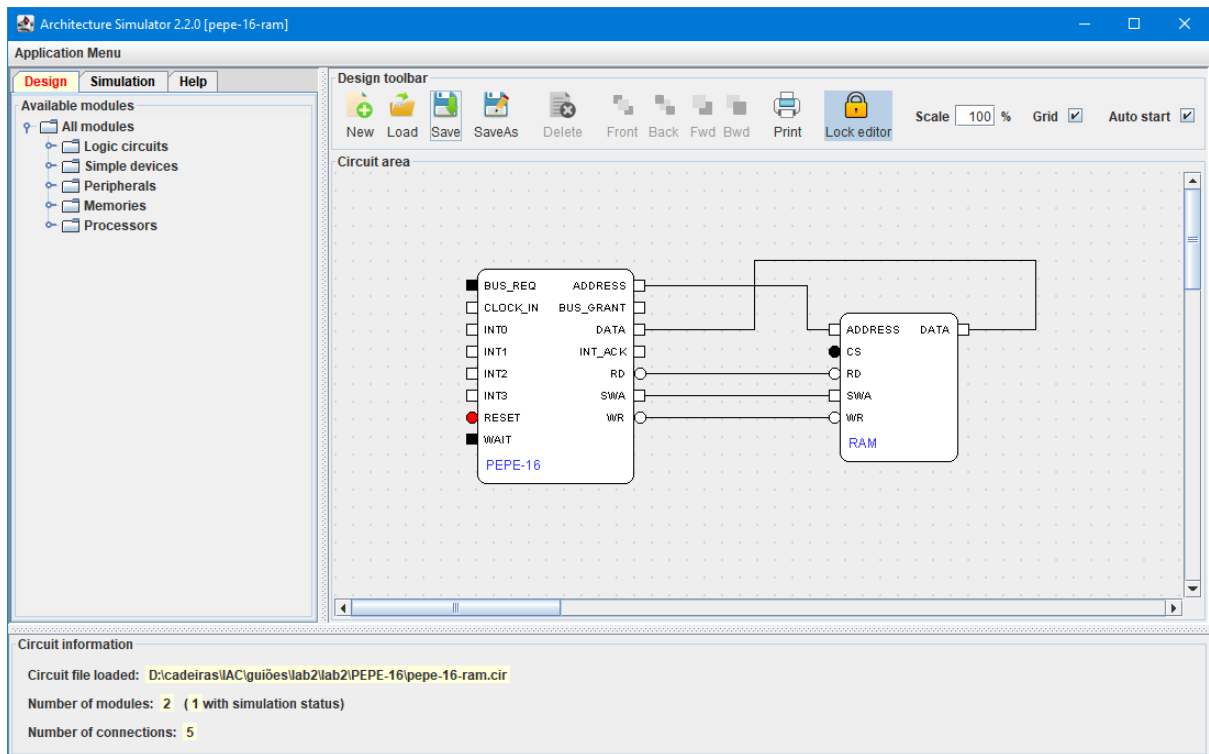 Architecture Simulator 2.2.0 [pepe-16-ram]
Application Menu
Design Simulation Help
Available modules
All modules
Logic circuits
Simple devices
Peripherals
Memories
Processors
Design toolbar
New Load Save SaveAs Delete Front Back Fwd Bwd Print Lock editor Scale 100 % Grid Auto start
Circuit area
BUS_REQ ADDRESS
CLOCK_IN BUS_GRANT
INT0 DATA
INT1 INT_ACK
INT2 RD
INT3 SWA
RESET WR
WAIT
PEPE-16
ADDRESS DATA
CS
RD
SWA
WR
RAM
Circuit information
Circuit file loaded: D:\cadeiras\IAC\guiões\lab2\lab2\PEPE-16\pepe-16-ram.cir
Number of modules: 2 ( 1 with simulation status)
Number of connections: 5